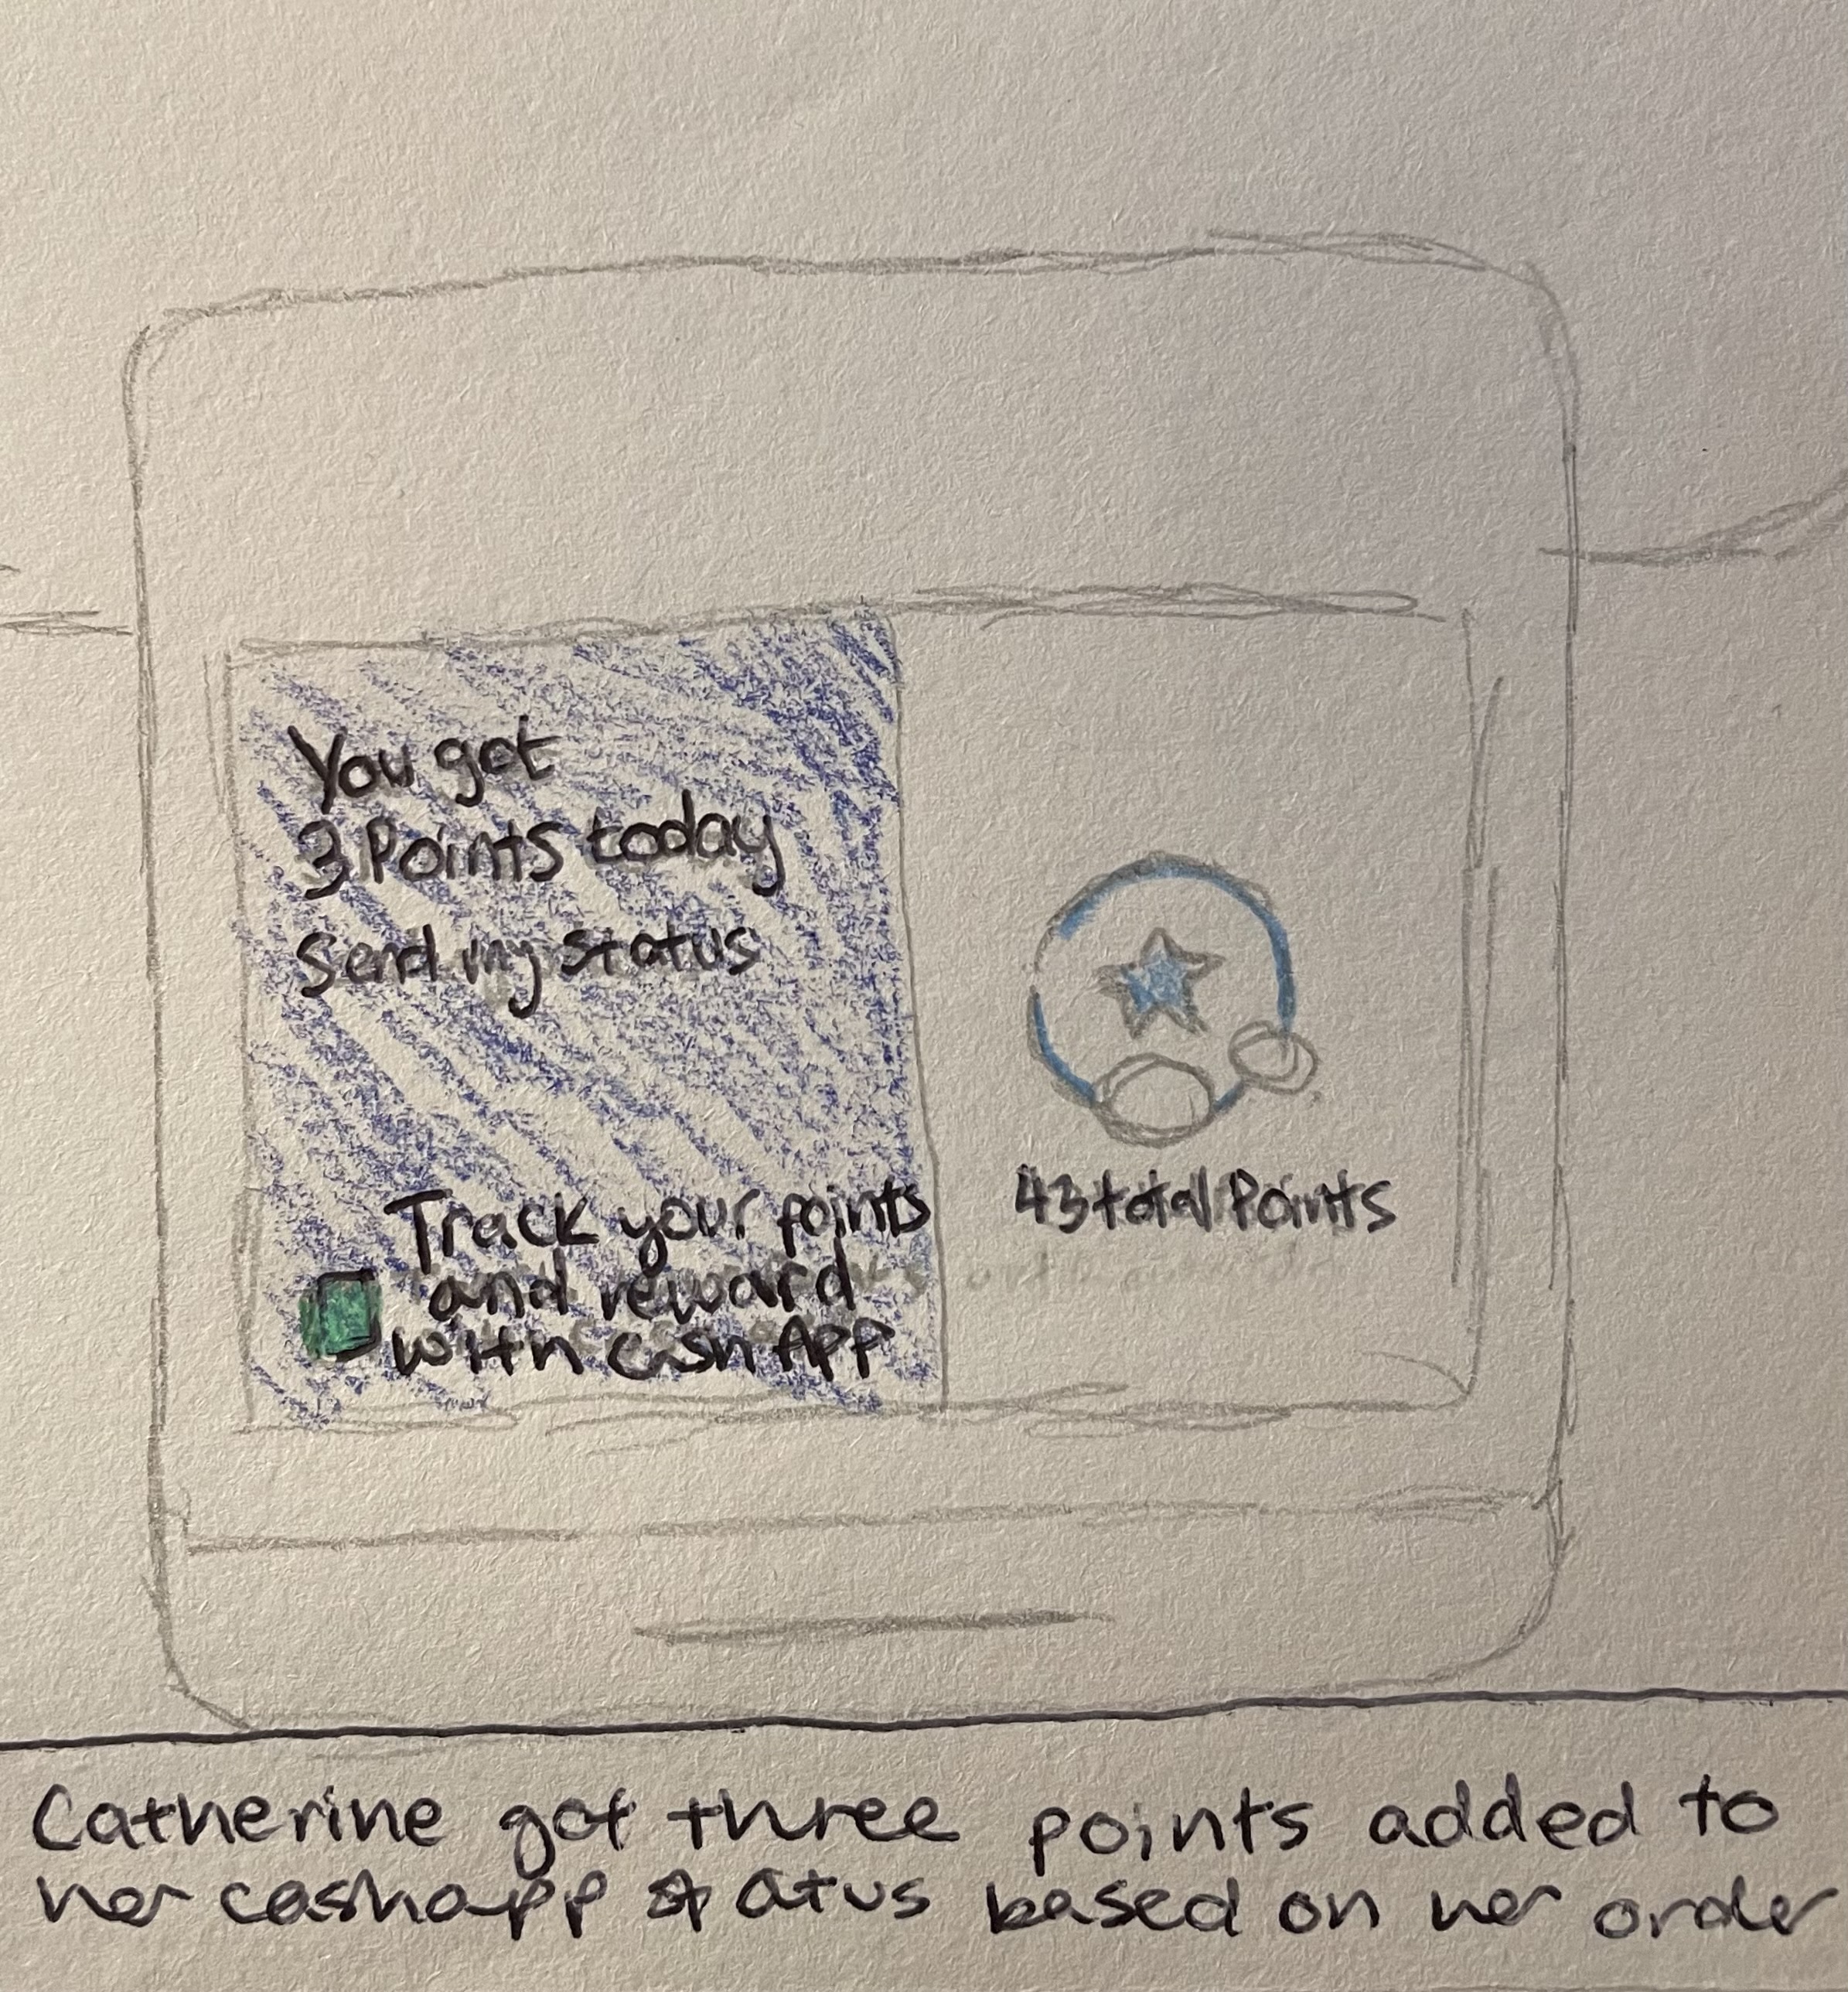 You got
3 Points today
Send my status
Track your points
and reward
with Cash App
43 total Points
Catherine got three points added to
her cashapp status based on her order